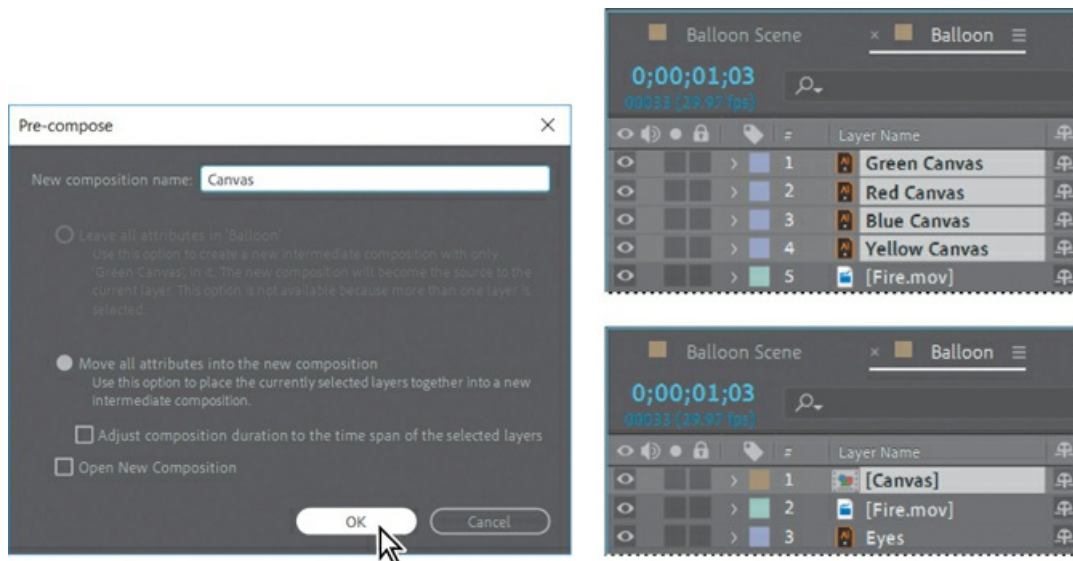 Pre-compose
New composition name: Canvas
Leave all attributes in 'Balloon'
Use this option to create a new intermediate composition with only
'Green Canvas', in it. The new composition will become the source to the
current layer. This option is not available because more than one layer is
selected.
Move all attributes into the new composition
Use this option to place the currently selected layers together into a new
intermediate composition.
Adjust composition duration to the time span of the selected layers
Open New Composition
OK Cancel
Balloon Scene × Balloon
0;00;01;03
00033 (29.97 fps)
# Layer Name
1 Green Canvas
2 Red Canvas
3 Blue Canvas
4 Yellow Canvas
5 [Fire.mov]
Balloon Scene × Balloon
0;00;01;03
00033 (29.97 fps)
# Layer Name
1 [Canvas]
2 [Fire.mov]
3 Eyes